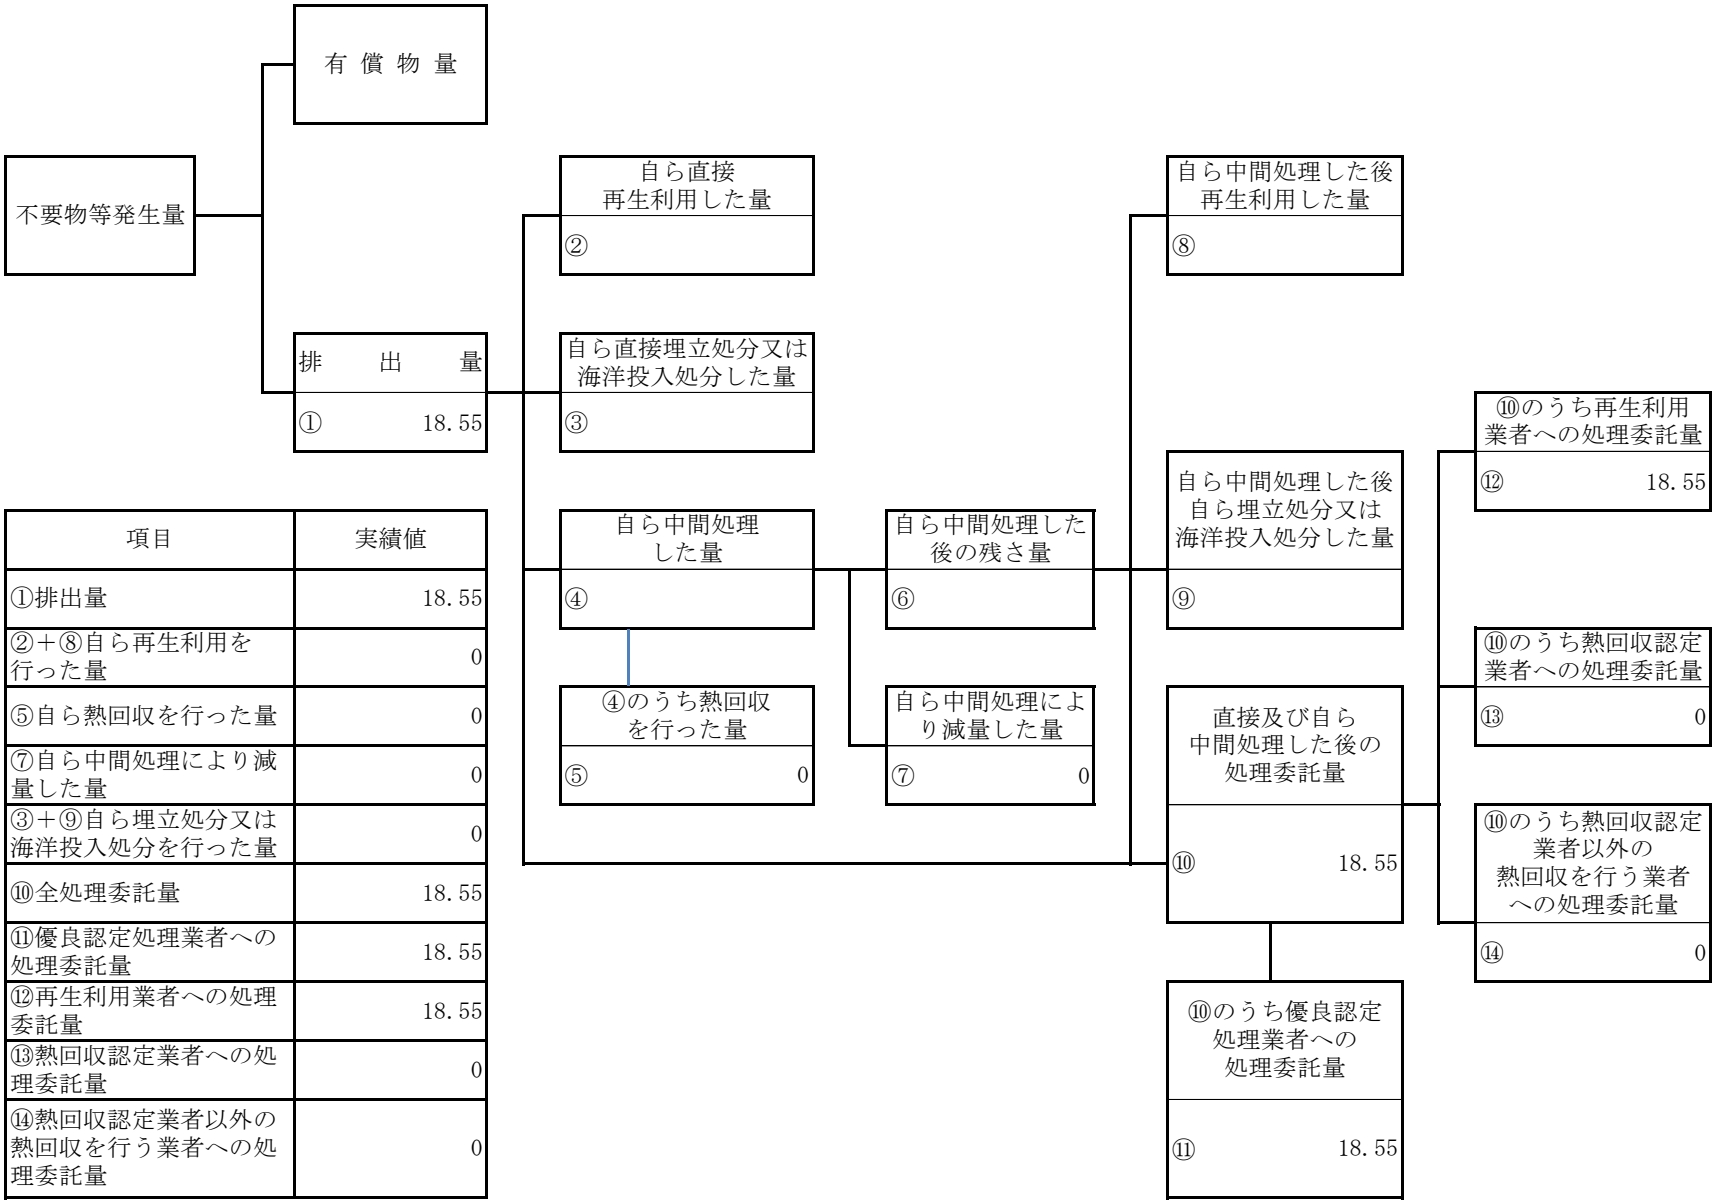 有償物量
不要物等発生量
自ら直接
再生利用した量
②
自ら中間処理した後
再生利用した量
⑧
排出量
① 18.55
自ら直接埋立処分又は
海洋投入処分した量
③
⑩のうち再生利用
業者への処理委託量
⑫ 18.55
自ら中間処理した後
自ら埋立処分又は
海洋投入処分した量
⑨
自ら中間処理
した量
④
自ら中間処理した
後の残さ量
⑥
⑩のうち熱回収認定
業者への処理委託量
⑬ 0
④のうち熱回収
を行った量
⑤ 0
自ら中間処理によ
り減量した量
⑦ 0
直接及び自ら
中間処理した後の
処理委託量
⑩ 18.55
⑩のうち熱回収認定
業者以外の
熱回収を行う業者
への処理委託量
⑭ 0
⑩のうち優良認定
処理業者への
処理委託量
⑪ 18.55
項目 実績値
①排出量 18.55
②＋⑧自ら再生利用を
行った量 0
⑤自ら熱回収を行った量 0
⑦自ら中間処理により減
量した量 0
③＋⑨自ら埋立処分又は
海洋投入処分を行った量 0
⑩全処理委託量 18.55
⑪優良認定処理業者への
処理委託量 18.55
⑫再生利用業者への処理
委託量 18.55
⑬熱回収認定業者への処
理委託量 0
⑭熱回収認定業者以外の
熱回収を行う業者への処
理委託量 0